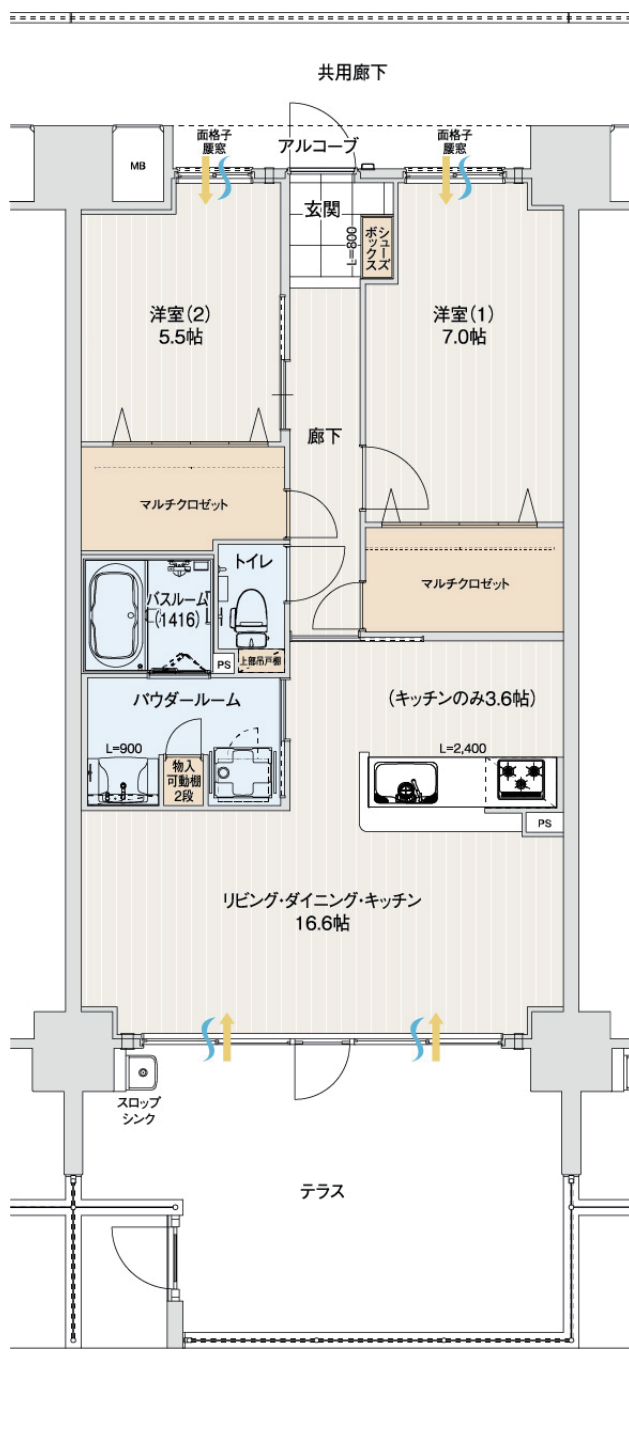 共用廊下
面格子
腰窓
アルコーブ
面格子
腰窓
MB
玄関
L=800
シューズ
ボックス
洋室(2)
5.5帖
洋室(1)
7.0帖
廊下
マルチクロゼット
トイレ
マルチクロゼット
バスルーム
(1416)
PS
上部吊戸棚
パウダールーム
(キッチンのみ3.6帖)
L=900
L=2,400
物入
可動棚
2段
PS
リビング・ダイニング・キッチン
16.6帖
スロップ
シンク
テラス